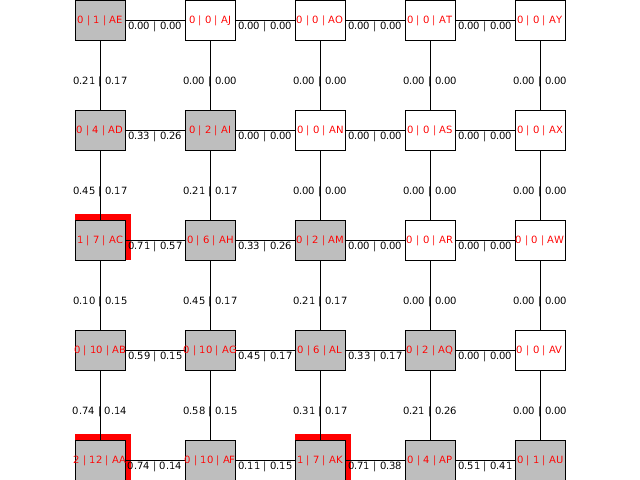 0 | 1 | AE 0.00 | 0.00 0 | 0 | AJ 0.00 | 0.00 0 | 0 | AO 0.00 | 0.00 0 | 0 | AT 0.00 | 0.00 0 | 0 | AY
0.21 | 0.17 0.00 | 0.00 0.00 | 0.00 0.00 | 0.00 0.00 | 0.00
0 | 4 | AD 0.33 | 0.26 0 | 2 | AI 0.00 | 0.00 0 | 0 | AN 0.00 | 0.00 0 | 0 | AS 0.00 | 0.00 0 | 0 | AX
0.45 | 0.17 0.21 | 0.17 0.00 | 0.00 0.00 | 0.00 0.00 | 0.00
1 | 7 | AC 0.71 | 0.57 0 | 6 | AH 0.33 | 0.26 0 | 2 | AM 0.00 | 0.00 0 | 0 | AR 0.00 | 0.00 0 | 0 | AW
0.10 | 0.15 0.45 | 0.17 0.21 | 0.17 0.00 | 0.00 0.00 | 0.00
0 | 10 | AB 0.59 | 0.15 0 | 10 | AG 0.45 | 0.17 0 | 6 | AL 0.33 | 0.17 0 | 2 | AQ 0.00 | 0.00 0 | 0 | AV
0.74 | 0.14 0.58 | 0.15 0.31 | 0.17 0.21 | 0.26 0.00 | 0.00
2 | 12 | AA 0.74 | 0.14 0 | 10 | AF 0.11 | 0.15 1 | 7 | AK 0.71 | 0.38 0 | 4 | AP 0.51 | 0.41 0 | 1 | AU